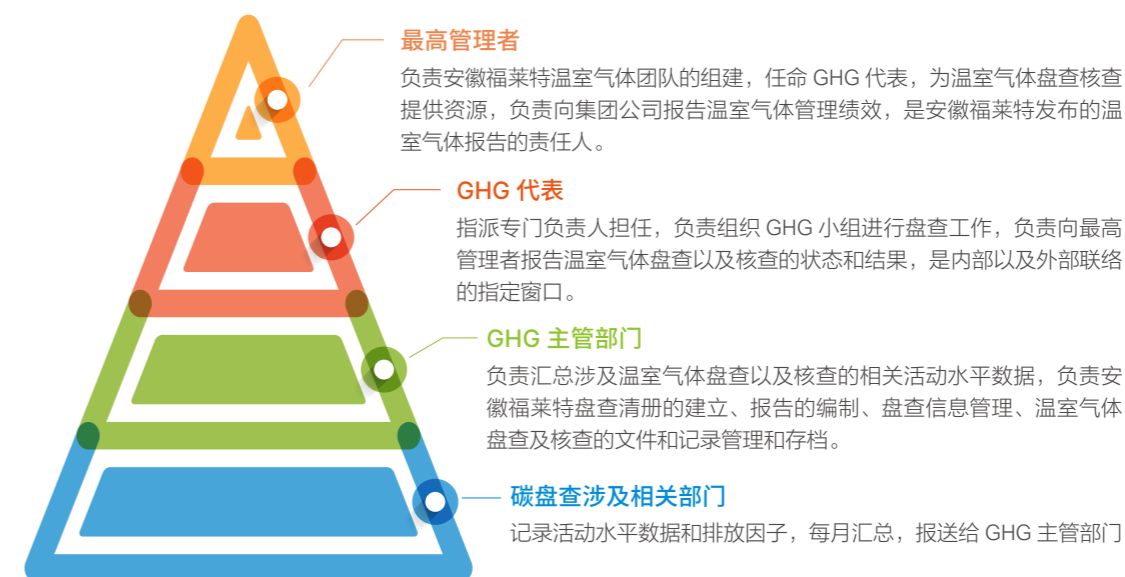 最高管理者
负责安徽福莱特温室气体团队的组建，任命 GHG 代表，为温室气体盘查核查
提供资源，负责向集团公司报告温室气体管理绩效，是安徽福莱特发布的温
室气体报告的责任人。
GHG 代表
指派专门负责人担任，负责组织 GHG 小组进行盘查工作，负责向最高
管理者报告温室气体盘查以及核查的状态和结果，是内部以及外部联络
的指定窗口。
GHG 主管部门
负责汇总涉及温室气体盘查以及核查的相关活动水平数据，负责安
徽福莱特盘查清册的建立、报告的编制、盘查信息管理、温室气体
盘查及核查的文件和记录管理和存档。
碳盘查涉及相关部门
记录活动水平数据和排放因子，每月汇总，报送给 GHG 主管部门